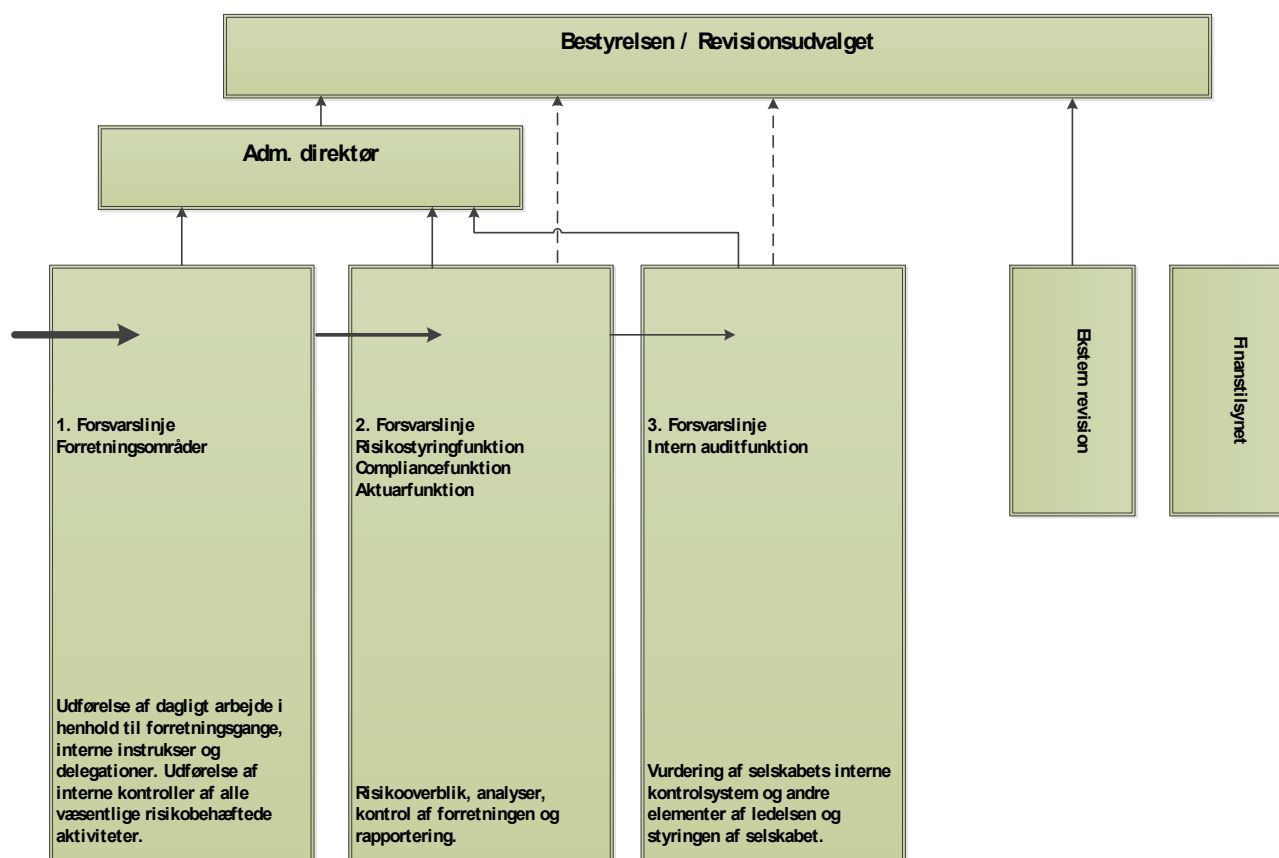 Bestyrelsen / Revisionsudvalget
Adm. direktør
1. Forsvarslinje
Forretningsområder
Udførelse af dagligt arbejde i
henhold til forretningsgange,
interne instrukser og
delegationer. Udførelse af
interne kontroller af alle
væsentlige risikobehæftede
aktiviteter.
2. Forsvarslinje
Risikostyringfunktion
Compliancefunktion
Aktuarfunktion
Risikooverblik, analyser,
kontrol af forretningen og
rapportering.
3. Forsvarslinje
Intern auditfunktion
Vurdering af selskabets interne
kontrolsystem og andre
elementer af ledelsen og
styringen af selskabet.
Ekstern revision
Finanstilsynet